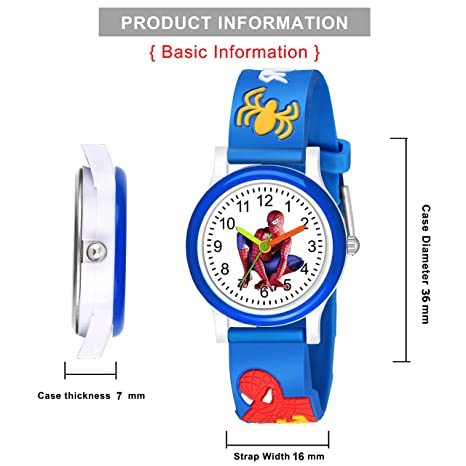 PRODUCT INFORMATION
{ Basic Information }
12
1
2
3
4
5
6
7
8
9
10
11
Case Diameter 36 mm
Case thickness 7 mm
Strap Width 16 mm